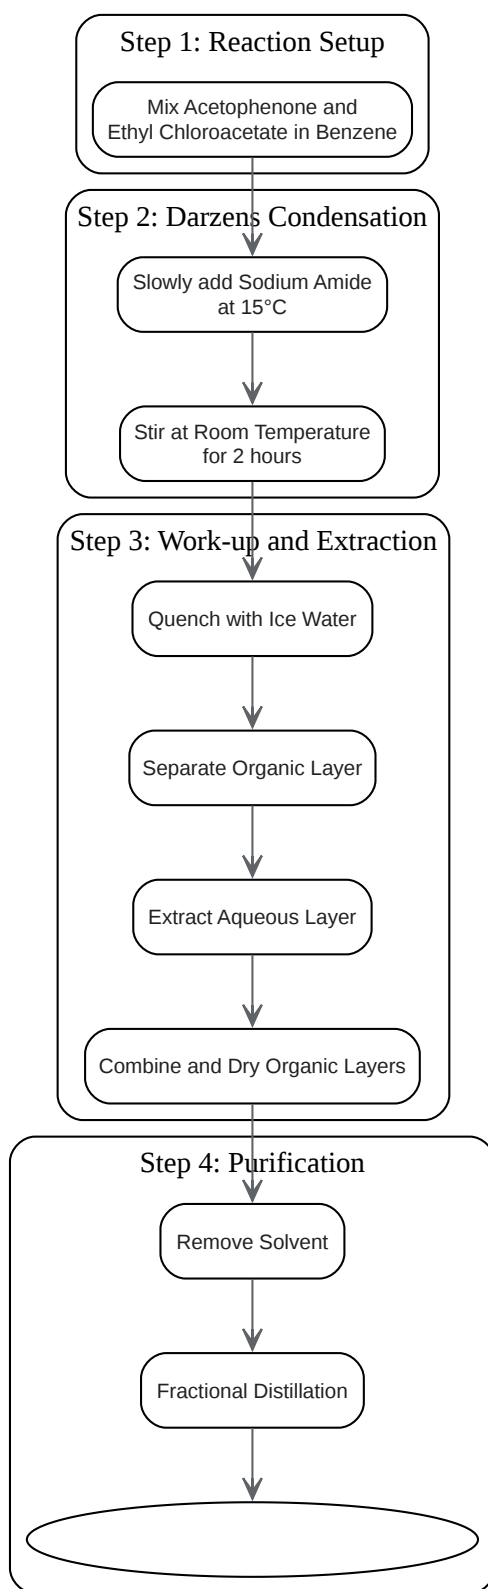 Step 1: Reaction Setup
Mix Acetophenone and
Ethyl Chloroacetate in Benzene
Step 2: Darzens Condensation
Slowly add Sodium Amide
at 15°C
Stir at Room Temperature
for 2 hours
Step 3: Work-up and Extraction
Quench with Ice Water
Separate Organic Layer
Extract Aqueous Layer
Combine and Dry Organic Layers
Step 4: Purification
Remove Solvent
Fractional Distillation